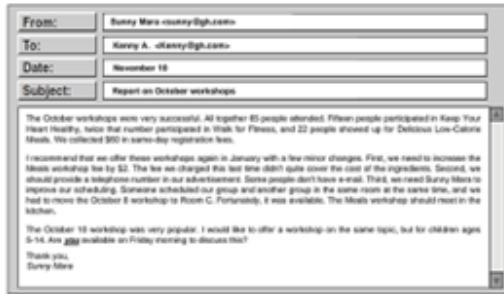 From: Sunny Mara <sunny@gh.com>
To: Kenny A. <Kenny@gh.com>
Date: November 10
Subject: Report on October workshops
The October workshops were very successful. All together 65 people attended. Fifteen people participated in Keep Your
Heart Healthy, twice that number participated in Walk for Fitness, and 22 people showed up for Delicious Low-Calorie
Meals. We collected $60 in same-day registration fees.
I recommend that we offer these workshops again in January with a few minor changes. First, we need to increase the
Meals workshop fee by $2. The fee we charged this last time didn't quite cover the cost of the ingredients. Second, we
should provide a telephone number in our advertisement. Some people don't have e-mail. Third, we need Sunny Mera to
improve our scheduling. Someone scheduled our group and another group in the same room at the same time, and we
had to move the October 8 workshop to Room C. Fortunately, it was available. The Meals workshop should meet in the
kitchen.
The October 10 workshop was very popular. I would like to offer a workshop on the same topic, but for children ages
5-14. Are you available on Friday morning to discuss this?
Thank you,
Sunny Mara